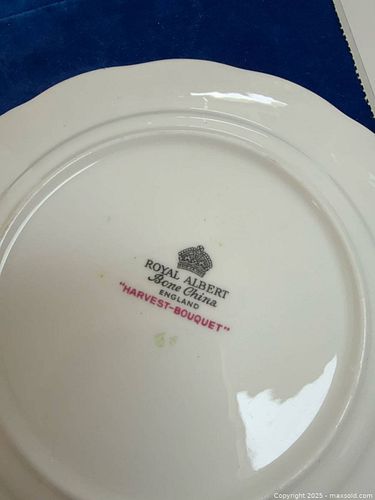 ROYAL ALBERT
Bone China
ENGLAND
"HARVEST-BOUQUET"
Copyright 2025 - maxsold.com